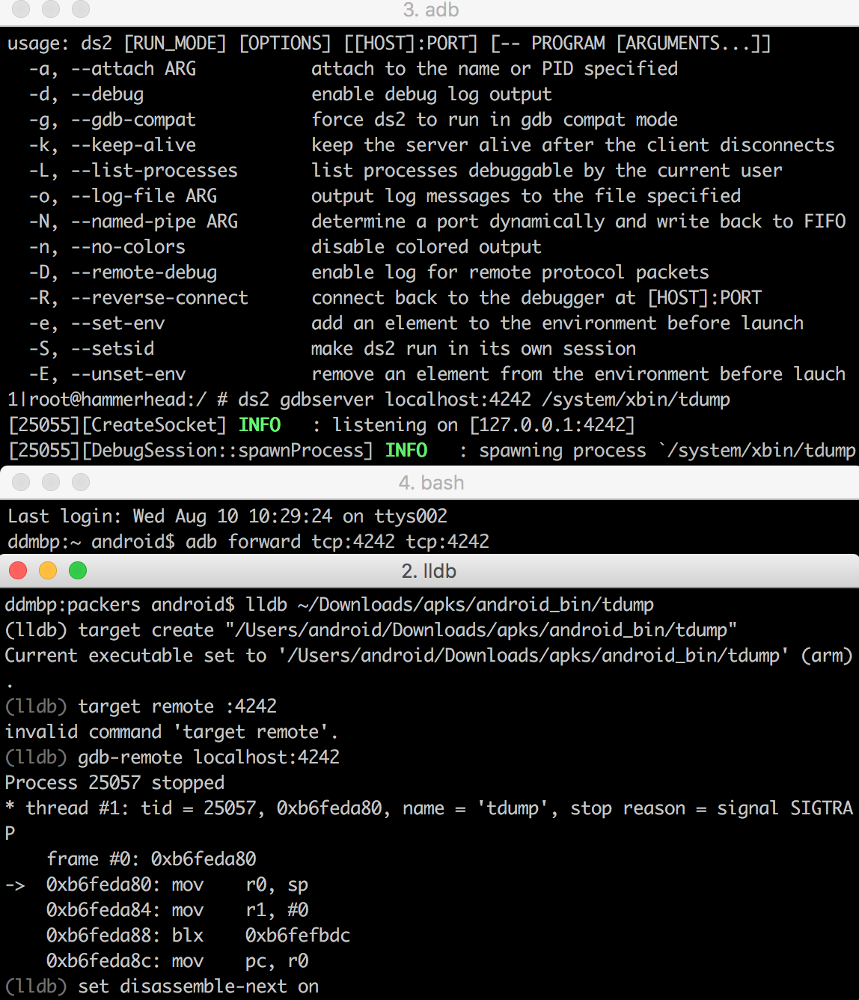 3. adb
usage: ds2 [RUN_MODE] [OPTIONS] [[HOST]:PORT] [-- PROGRAM [ARGUMENTS...]]
  -a, --attach ARG           attach to the name or PID specified
  -d, --debug                enable debug log output
  -g, --gdb-compat           force ds2 to run in gdb compat mode
  -k, --keep-alive           keep the server alive after the client disconnects
  -L, --list-processes       list processes debuggable by the current user
  -o, --log-file ARG         output log messages to the file specified
  -N, --named-pipe ARG       determine a port dynamically and write back to FIFO
  -n, --no-colors            disable colored output
  -D, --remote-debug         enable log for remote protocol packets
  -R, --reverse-connect      connect back to the debugger at [HOST]:PORT
  -e, --set-env              add an element to the environment before launch
  -S, --setsid               make ds2 run in its own session
  -E, --unset-env            remove an element from the environment before lauch
1|root@hammerhead:/ # ds2 gdbserver localhost:4242 /system/xbin/tdump
[25055][CreateSocket] INFO   : listening on [127.0.0.1:4242]
[25055][DebugSession::spawnProcess] INFO   : spawning process `/system/xbin/tdump
4. bash
Last login: Wed Aug 10 10:29:24 on ttys002
ddmbp:~ android$ adb forward tcp:4242 tcp:4242
2. lldb
ddmbp:packers android$ lldb ~/Downloads/apks/android_bin/tdump
(lldb) target create "/Users/android/Downloads/apks/android_bin/tdump"
Current executable set to '/Users/android/Downloads/apks/android_bin/tdump' (arm)
.
(lldb) target remote :4242
invalid command 'target remote'.
(lldb) gdb-remote localhost:4242
Process 25057 stopped
* thread #1: tid = 25057, 0xb6feda80, name = 'tdump', stop reason = signal SIGTRA
P
    frame #0: 0xb6feda80
->  0xb6feda80: mov    r0, sp
    0xb6feda84: mov    r1, #0
    0xb6feda88: blx    0xb6fefbdc
    0xb6feda8c: mov    pc, r0
(lldb) set disassemble-next on